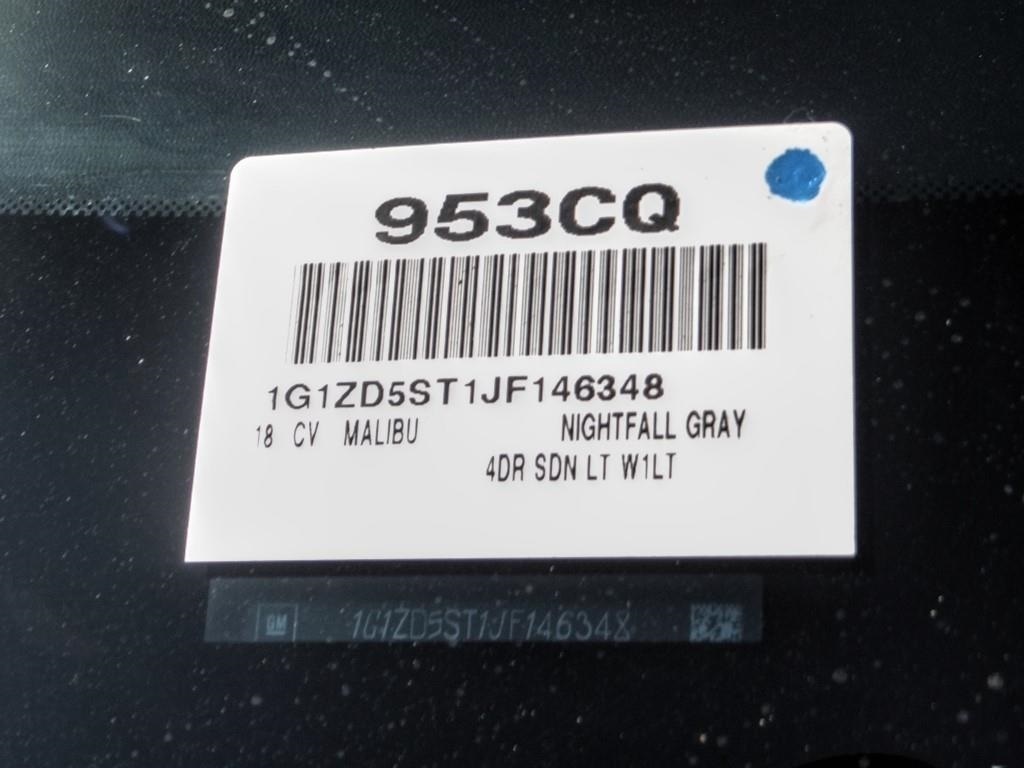 953CQ
1G1ZD5ST1JF146348
18 CV MALIBU NIGHTFALL GRAY
4DR SDN LT W1LT
GM 1G1ZD5ST1JF146348